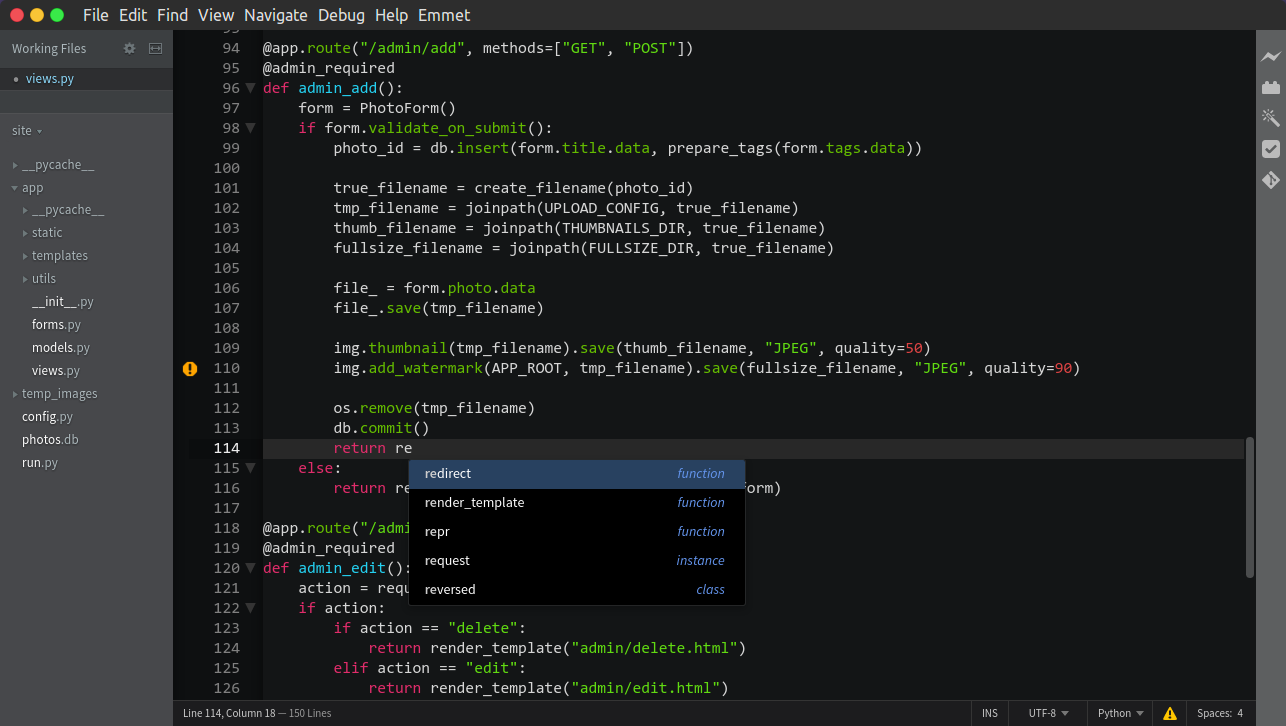 File Edit Find View Navigate Debug Help Emmet
Working Files
views.py
site
__pycache__
app
__pycache__
static
templates
utils
__init__.py
forms.py
models.py
views.py
temp_images
config.py
photos.db
run.py
94 @app.route("/admin/add", methods=["GET", "POST"])
95 @admin_required
96 def admin_add():
97     form = PhotoForm()
98     if form.validate_on_submit():
99         photo_id = db.insert(form.title.data, prepare_tags(form.tags.data))
100
101         true_filename = create_filename(photo_id)
102         tmp_filename = joinpath(UPLOAD_CONFIG, true_filename)
103         thumb_filename = joinpath(THUMBNAILS_DIR, true_filename)
104         fullsize_filename = joinpath(FULLSIZE_DIR, true_filename)
105
106         file_ = form.photo.data
107         file_.save(tmp_filename)
108
109         img.thumbnail(tmp_filename).save(thumb_filename, "JPEG", quality=50)
110         img.add_watermark(APP_ROOT, tmp_filename).save(fullsize_filename, "JPEG", quality=90)
111
112         os.remove(tmp_filename)
113         db.commit()
114         return re
115     else:
redirect function
116         return re orm)
render_template function
117
118 @app.route("/admi
repr function
119 @admin_required
request instance
120 def admin_edit():
121     action = requ
reversed class
122     if action:
123         if action == "delete":
124             return render_template("admin/delete.html")
125         elif action == "edit":
126             return render_template("admin/edit.html")
Line 114, Column 18 — 150 Lines INS UTF-8 Python Spaces: 4